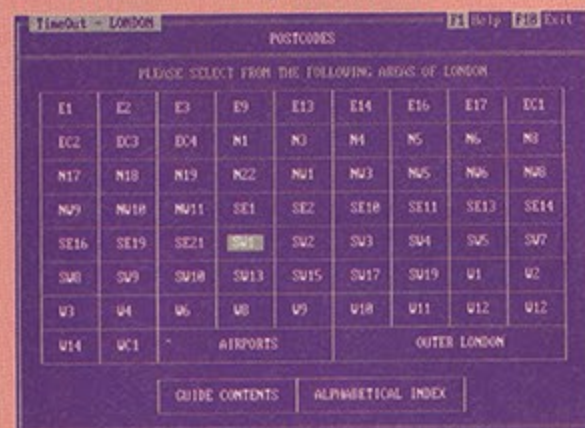 TimeOut - LONDON F1 Help F10 Exit
POSTCODES
PLEASE SELECT FROM THE FOLLOWING AREAS OF LONDON
E1 E2 E3 E9 E13 E14 E16 E17 EC1
EC2 EC3 EC4 N1 N3 N4 N5 N6 N8
N17 N18 N19 N22 NW1 NW3 NW5 NW6 NW8
NW9 NW10 NW11 SE1 SE2 SE10 SE11 SE13 SE14
SE16 SE19 SE21 SW1 SW2 SW3 SW4 SW5 SW7
SW8 SW9 SW10 SW13 SW15 SW17 SW19 W1 W2
W3 W4 W6 W8 W9 W10 W11 W12 W12
W14 WC1 AIRPORTS OUTER LONDON
GUIDE CONTENTS ALPHABETICAL INDEX